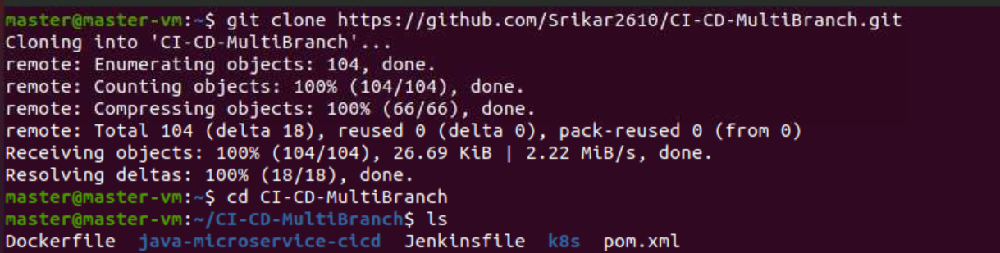 master@master-vm:~$ git clone https://github.com/Srikar2610/CI-CD-MultiBranch.git
Cloning into 'CI-CD-MultiBranch'...
remote: Enumerating objects: 104, done.
remote: Counting objects: 100% (104/104), done.
remote: Compressing objects: 100% (66/66), done.
remote: Total 104 (delta 18), reused 0 (delta 0), pack-reused 0 (from 0)
Receiving objects: 100% (104/104), 26.69 KiB | 2.22 MiB/s, done.
Resolving deltas: 100% (18/18), done.
master@master-vm:~$ cd CI-CD-MultiBranch
master@master-vm:~/CI-CD-MultiBranch$ ls
Dockerfile  java-microservice-cicd  Jenkinsfile  k8s  pom.xml